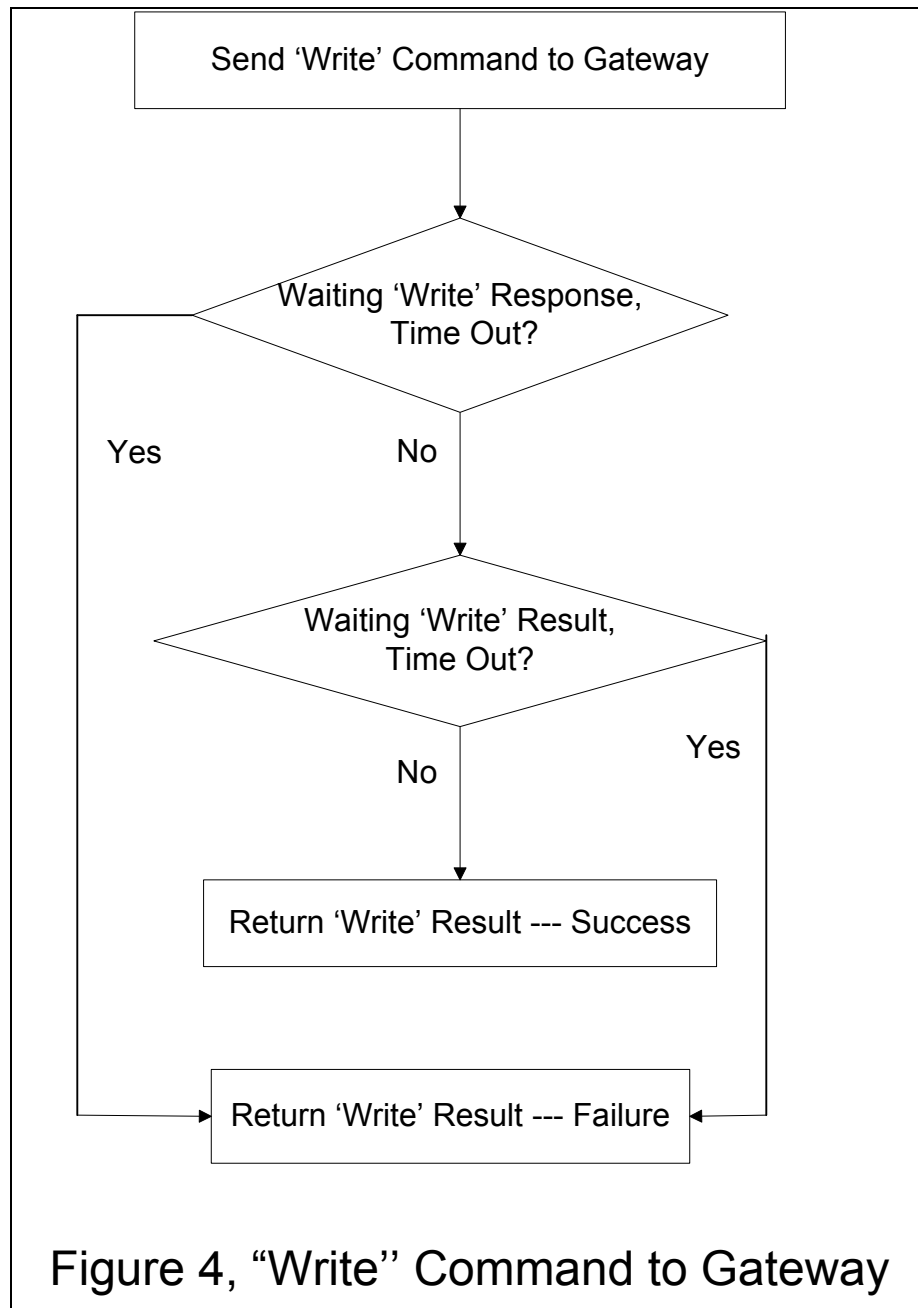 Send ‘Write’ Command to Gateway
Waiting ‘Write’ Response,
Time Out?
Yes
No
Waiting ‘Write’ Result,
Time Out?
Yes
No
Return ‘Write’ Result --- Success
Return ‘Write’ Result --- Failure
Figure 4, “Write’’ Command to Gateway